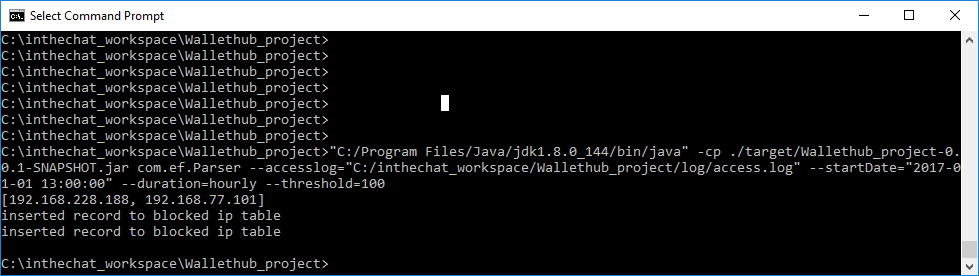 Select Command Prompt
C:\inthechat_workspace\Wallethub_project>
C:\inthechat_workspace\Wallethub_project>
C:\inthechat_workspace\Wallethub_project>
C:\inthechat_workspace\Wallethub_project>
C:\inthechat_workspace\Wallethub_project>
C:\inthechat_workspace\Wallethub_project>
C:\inthechat_workspace\Wallethub_project>
C:\inthechat_workspace\Wallethub_project>"C:/Program Files/Java/jdk1.8.0_144/bin/java" -cp ./target/Wallethub_project-0.
0.1-SNAPSHOT.jar com.ef.Parser --accesslog="C:/inthechat_workspace/Wallethub_project/log/access.log" --startDate="2017-0
1-01 13:00:00" --duration=hourly --threshold=100
[192.168.228.188, 192.168.77.101]
inserted record to blocked ip table
inserted record to blocked ip table
C:\inthechat_workspace\Wallethub_project>